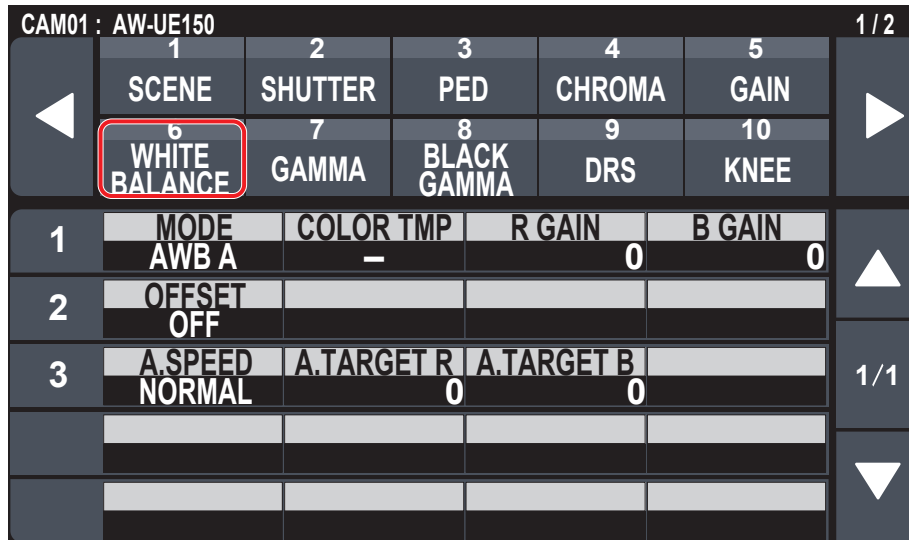 CAM01 : AW-UE150 1 / 2
1 2 3 4 5
SCENE SHUTTER PED CHROMA GAIN
6 7 8 9 10
WHITE BALANCE GAMMA BLACK GAMMA DRS KNEE
MODE COLOR TMP R GAIN B GAIN
1 AWB A – 0 0
OFFSET
2 OFF
A.SPEED A.TARGET R A.TARGET B
3 NORMAL 0 0 1/1